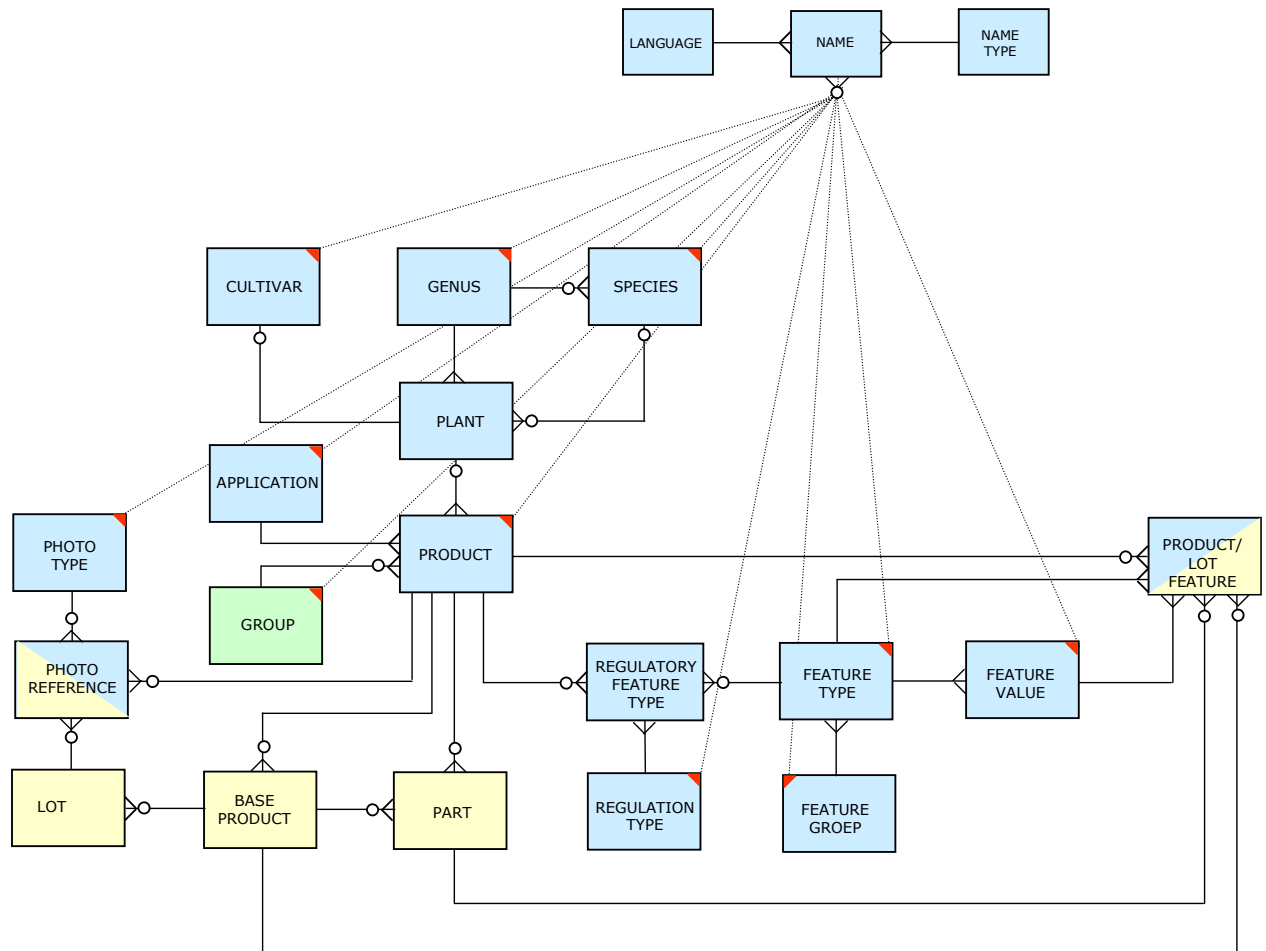 LANGUAGE
NAME
NAME
TYPE
CULTIVAR
GENUS
SPECIES
PLANT
APPLICATION
PHOTO
TYPE
PRODUCT
PRODUCT/
LOT
FEATURE
GROUP
PHOTO
REFERENCE
REGULATORY
FEATURE
TYPE
FEATURE
TYPE
FEATURE
VALUE
LOT
BASE
PRODUCT
PART
REGULATION
TYPE
FEATURE
GROEP